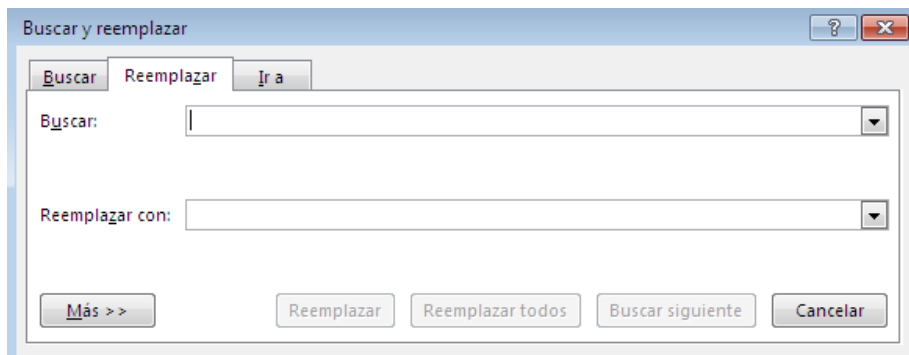 Buscar y reemplazar
Buscar Reemplazar Ir a
Buscar:
Reemplazar con:
Más >> Reemplazar Reemplazar todos Buscar siguiente Cancelar